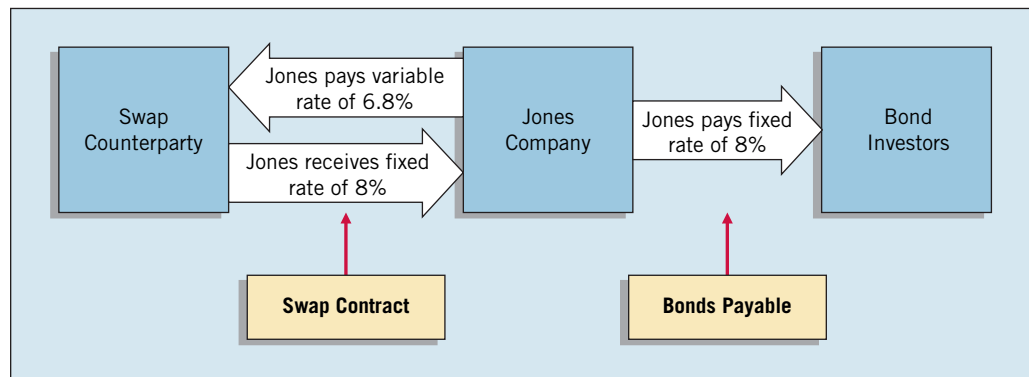 Swap
Counterparty
Jones pays variable
rate of 6.8%
Jones receives fixed
rate of 8%
Jones
Company
Jones pays fixed
rate of 8%
Bond
Investors
Swap Contract
Bonds Payable